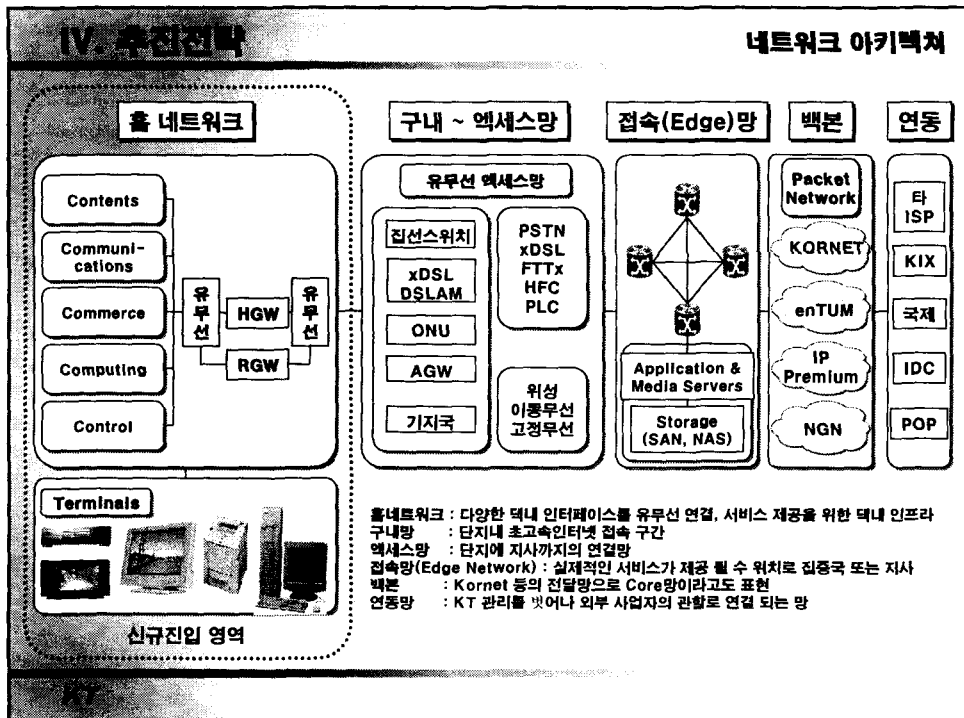 IV. 추진전략
네트워크 아키텍쳐
홈 네트워크
Contents
Communi-
cations
Commerce
Computing
Control
유무선
HGW
RGW
유무선
Terminals
신규진입 영역
구내 ~ 엑세스망
유무선 엑세스망
집선스위치
xDSL
DSLAM
ONU
AGW
기지국
PSTN
xDSL
FTTx
HFC
PLC
위성
이동무선
고정무선
접속(Edge)망
Application &
Media Servers
Storage
(SAN, NAS)
백본
Packet
Network
KORNET
enTUM
IP
Premium
NGN
연동
타
ISP
KIX
국제
IDC
POP
홈네트워크 : 다양한 댁내 인터페이스를 유무선 연결, 서비스 제공을 위한 댁내 인프라
구내망 : 단지내 초고속인터넷 접속 구간
엑세스망 : 단지에 지사까지의 연결망
접속망(Edge Network) : 실제적인 서비스가 제공 될 수 위치로 집중국 또는 지사
백본 : Kornet 등의 전달망으로 Core망이라고도 표현
연동망 : KT 관리를 벗어나 외부 사업자의 관할로 연결 되는 망
KT